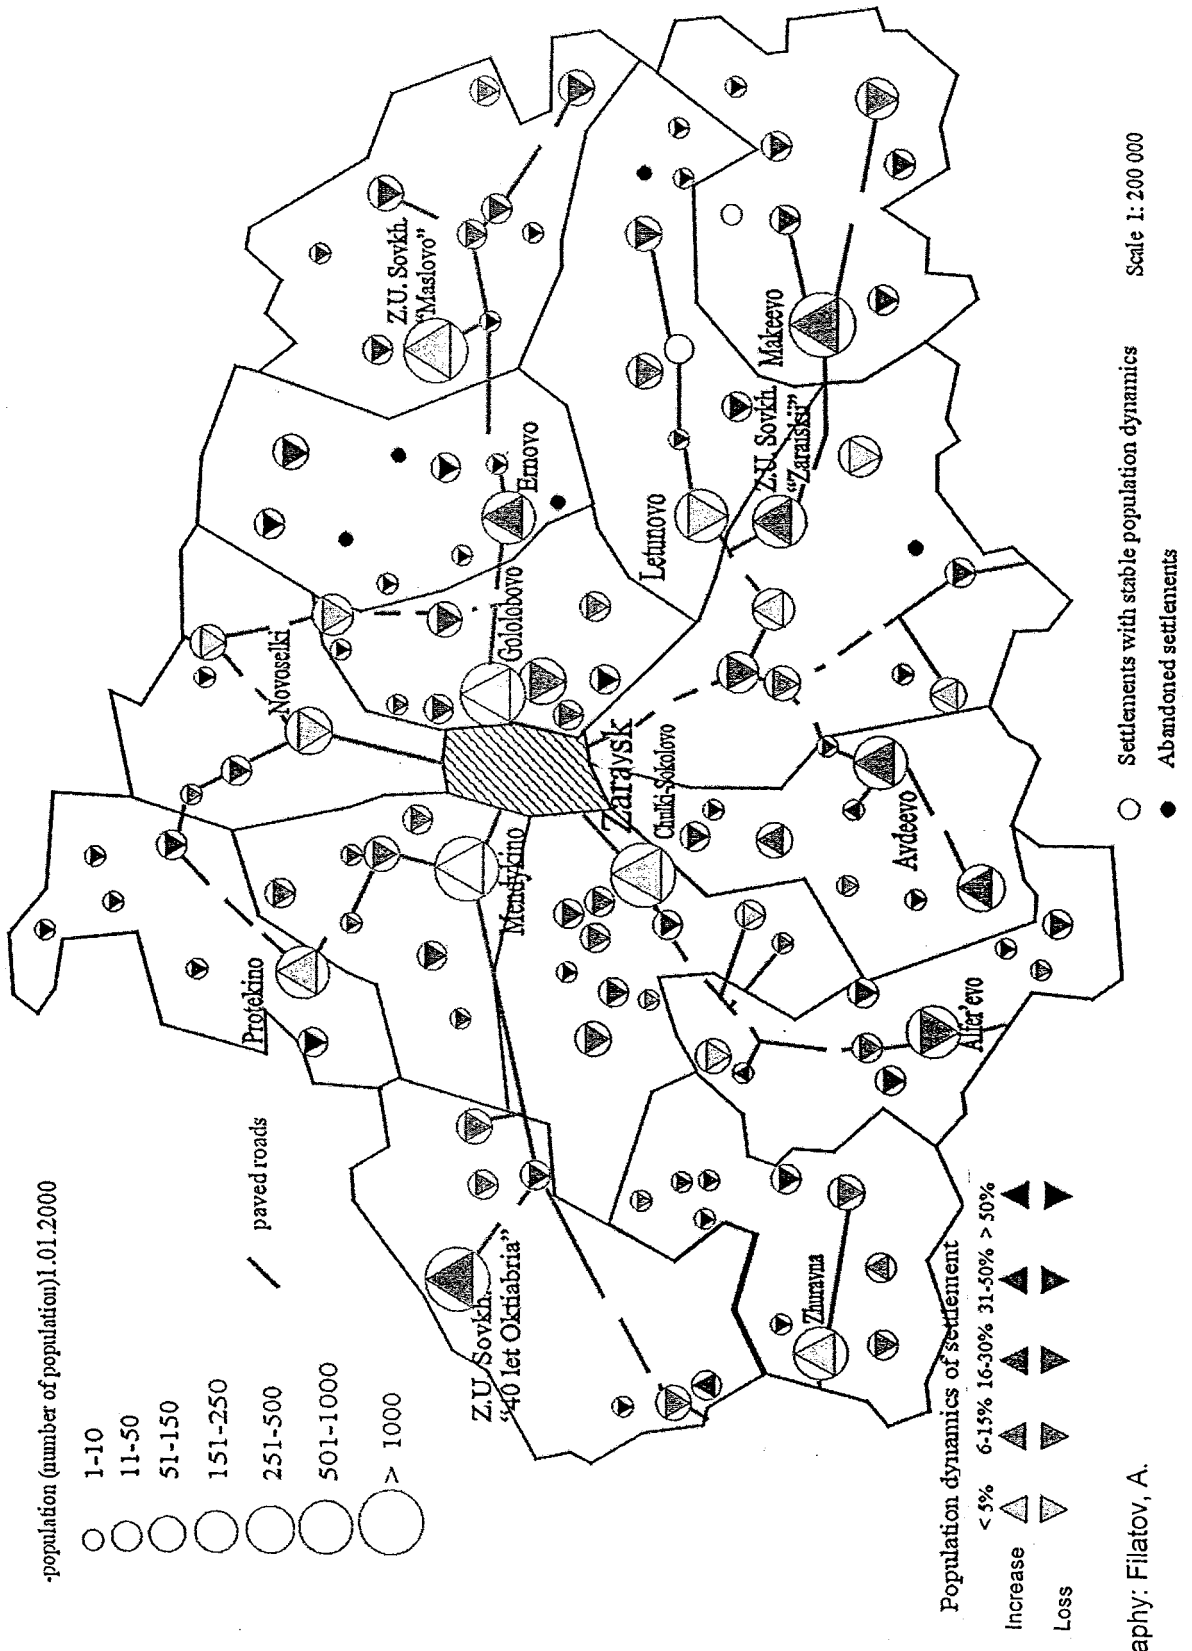 -population (number of population)1.01.2000
1-10
11-50
51-150
151-250
251-500
501-1000
> 1000
paved roads
Protekino
Novoselki
Z.U. Sovkh.
"Maslovo"
Ernovo
Gololobovo
Mendykino
Zaraysk
Chulki-Sokolovo
Letunovo
Z.U. Sovkh.
"Zaraiskii"
Makeevo
Z.U. Sovkh.
"40 let Oktiabria"
Zhuravna
Alfer'evo
Avdeevo
Population dynamics of settlement
< 5% 6-15% 16-30% 31-50% > 50%
Increase
Loss
Settlements with stable population dynamics
Abandoned settlements
Scale 1: 200 000
aphy: Filatov, A.